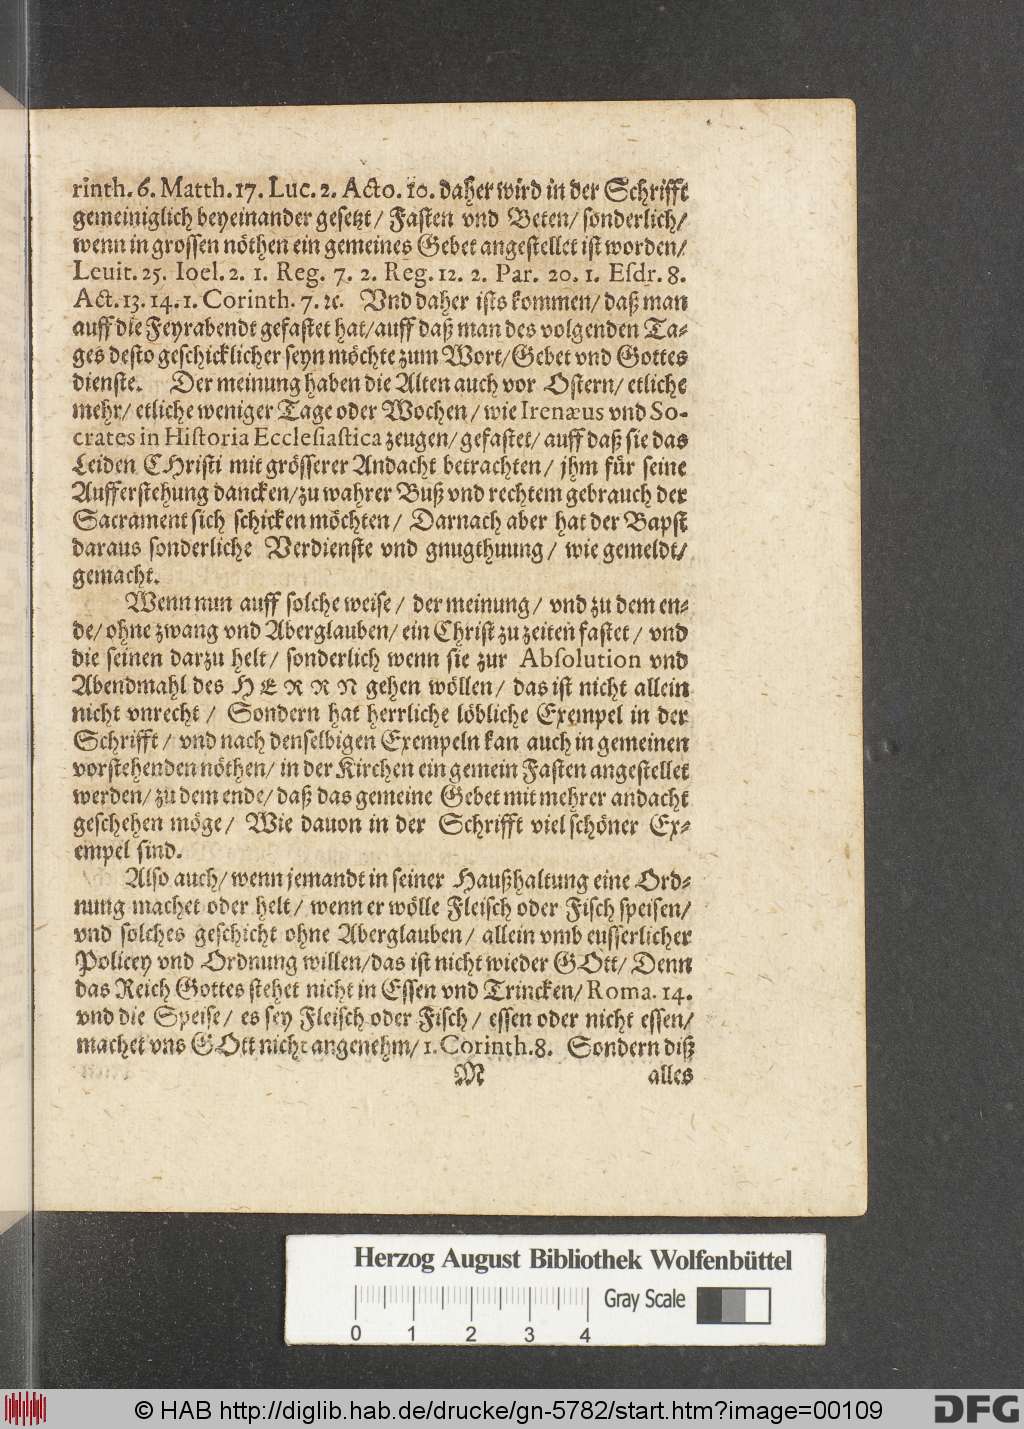 rinth. 6. Matth. 17. Luc. 2. Acto. 10. daher wird in der Schrifft
gemeiniglich beyeinander gesetzt / Fasten vnd Beten / sonderlich /
wenn in grossen nöthen ein gemeines Gebet angestellet ist worden /
Leuit. 25. Ioel. 2. 1. Reg. 7. 2. Reg. 12. 2. Par. 20. 1. Eſdr. 8.
Act. 13. 14. 1. Corinth. 7. ꝛc. Vnd daher ists kommen / daß man
auff die Feyrabendt gefastet hat / auff daß man des volgenden Ta-
ges desto geschicklicher seyn möchte zum Wort / Gebet vnd Gottes
dienste. Der meinung haben die Alten auch vor Ostern / etliche
mehr / etliche weniger Tage oder Wochen / wie Irenæus vnd So-
crates in Hiſtoria Eccleſiaſtica zeugen / gefastet / auff daß sie das
Leiden CHristi mit grösserer Andacht betrachten / jhm für seine
Aufferstehung dancken / zu wahrer Buß vnd rechtem gebrauch der
Sacrament sich schicken möchten / Darnach aber hat der Bapst
daraus sonderliche Verdienste vnd gnugthuung / wie gemeldt /
gemacht.
Wenn nun auff solche weise / der meinung / vnd zu dem en-
de / ohne zwang vnd Aberglauben / ein Christ zu zeiten fastet / vnd
die seinen darzu helt / sonderlich wenn sie zur Abſolution vnd
Abendmahl des HERRN gehen wöllen / das ist nicht allein
nicht vnrecht / Sondern hat herrliche löbliche Exempel in der
Schrifft / vnd nach denselbigen Exempeln kan auch in gemeinen
vorstehenden nöthen / in der Kirchen ein gemein Fasten angestellet
werden / zu dem ende / daß das gemeine Gebet mit mehrer andacht
geschehen möge / Wie dauon in der Schrifft viel schöner Ex-
empel sind.
Also auch / wenn jemandt in seiner Haußhaltung eine Ord-
nung machet oder helt / wenn er wölle Fleisch oder Fisch speisen /
vnd solches geschicht ohne Aberglauben / allein vmb eusserlicher
Policey vnd Ordnung willen / das ist nicht wieder GOtt / Denn
das Reich Gottes stehet nicht in Essen vnd Trincken / Roma. 14.
vnd die Speise / es sey Fleisch oder Fisch / essen oder nicht essen /
machet vns GOtt nicht angenehm / 1. Corinth. 8. Sondern diß
M alles
Herzog August Bibliothek Wolfenbüttel
Gray Scale
0 1 2 3 4
© HAB http://diglib.hab.de/drucke/gn-5782/start.htm?image=00109
DFG